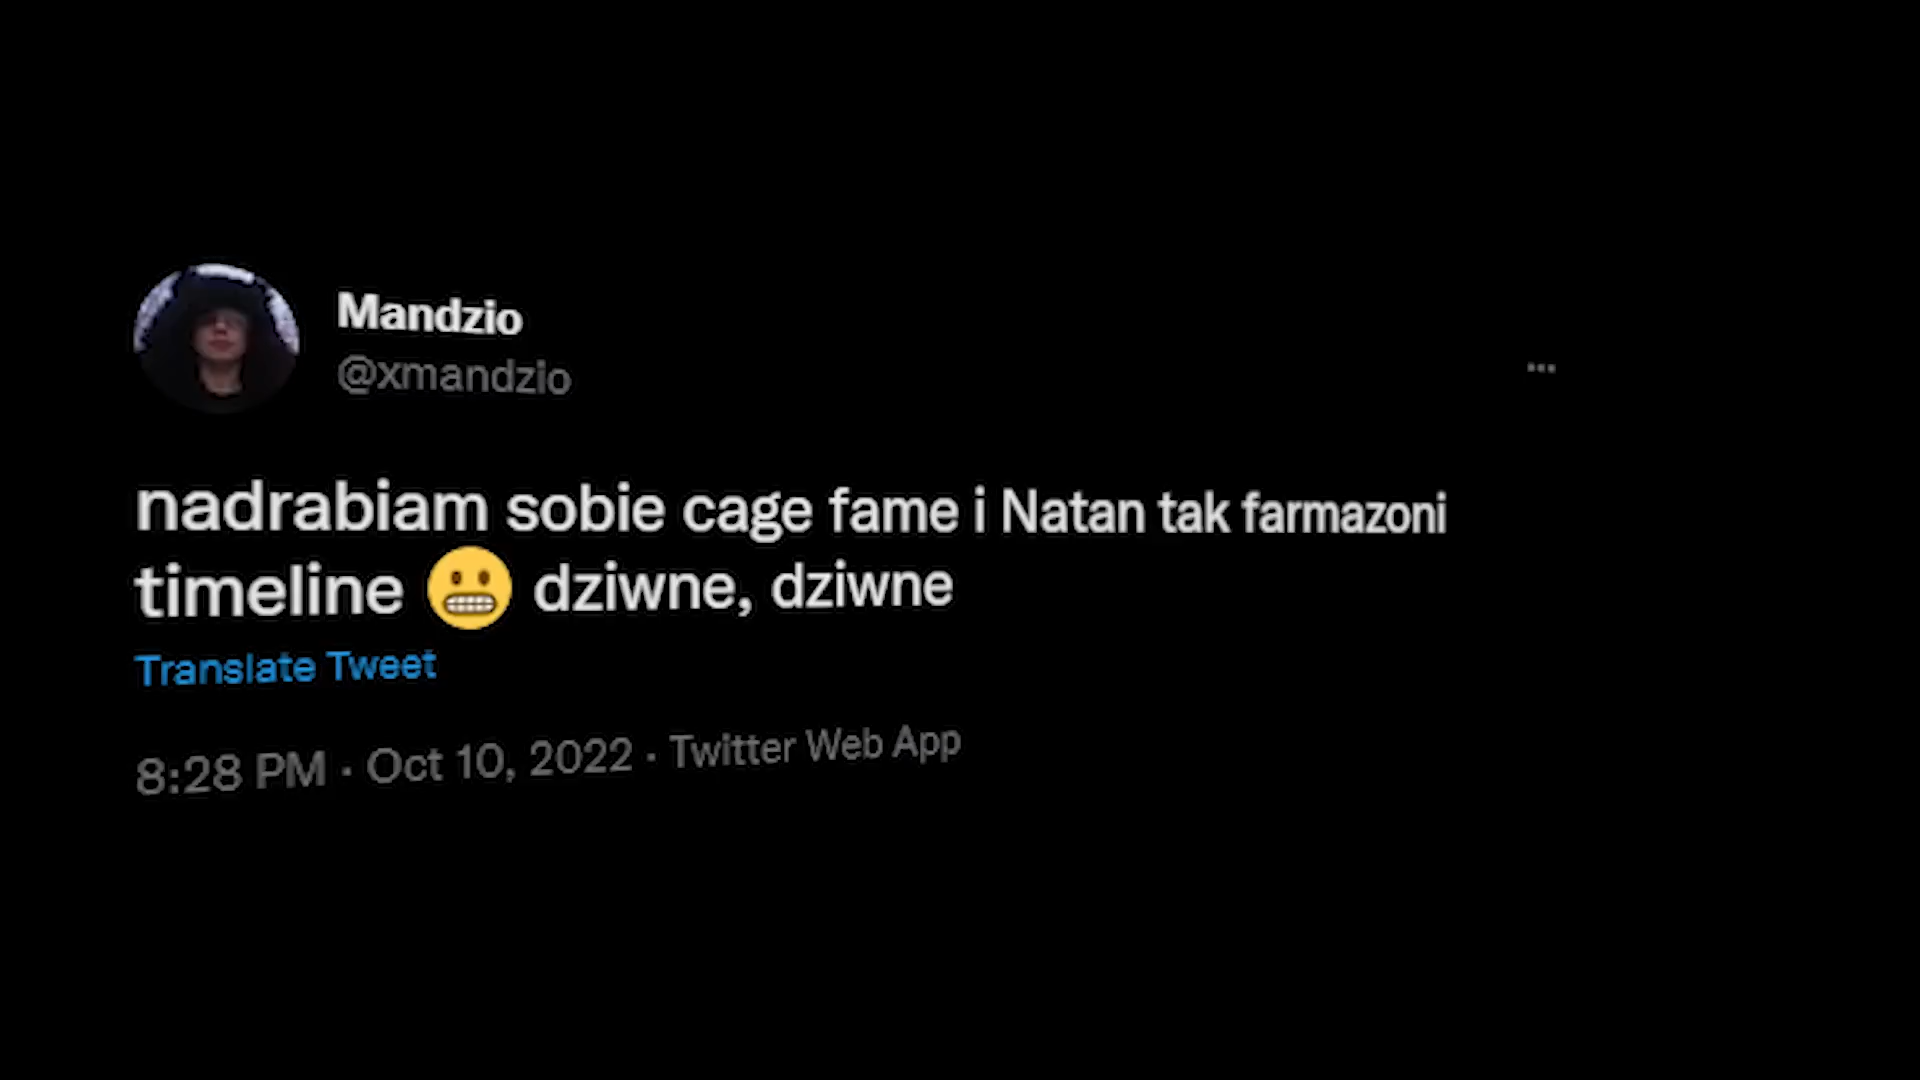 Mandzio
@xmandzio
nadrabiam sobie cage fame i Natan tak farmazoni
timeline 😬 dziwne, dziwne
Translate Tweet
8:28 PM · Oct 10, 2022 · Twitter Web App